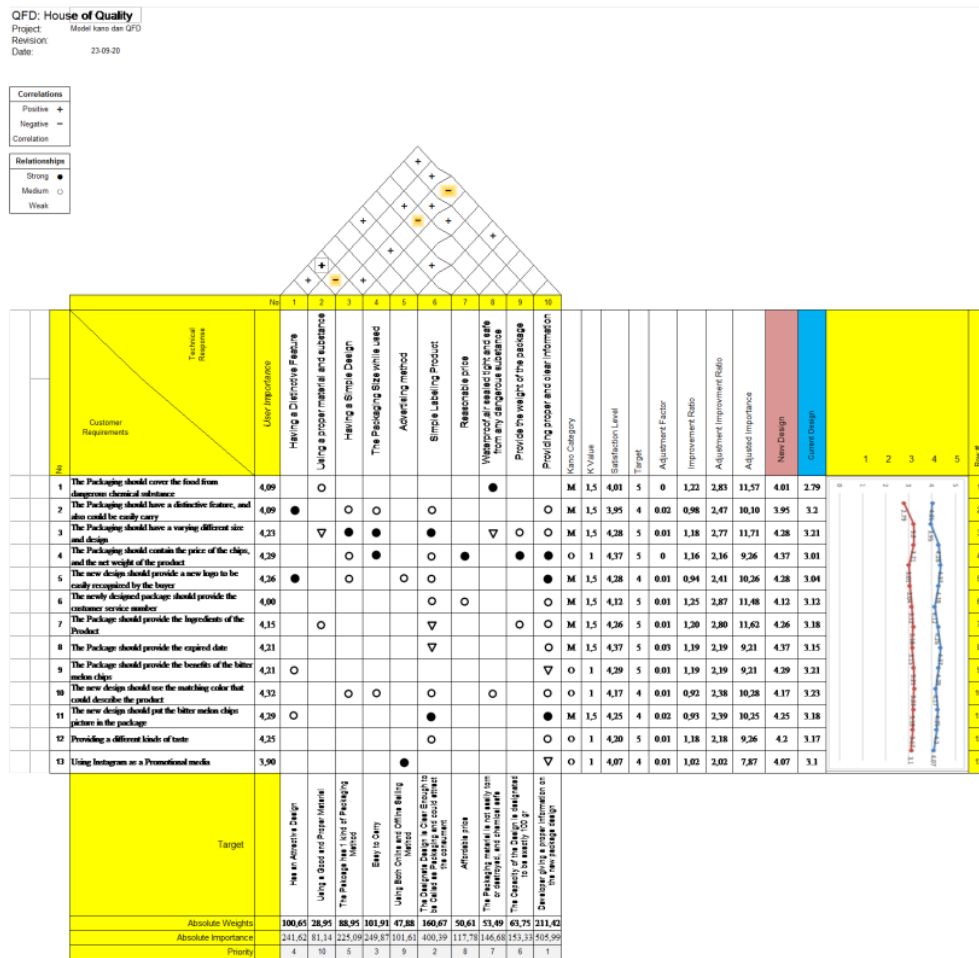 QFD: House of Quality
Project: Model kano dan QFD
Revision:
Date: 23-09-20
Correlations
Positive +
Negative −
Correlation
Relationships
Strong ●
Medium ○
Weak
No 1 2 3 4 5 6 7 8 9 10
Technical Response
Customer Requirements
No
User Importance
Having a Distinctive Feature
Using a proper material and substance
Having a Simple Design
The Packaging Size while used
Advertising method
Simple Labeling Product
Reasonable price
Waterproof,air sealed tight and safe from any dangerous substance
Provide the weight of the package
Providing proper and clear information
Kano Category
K Value
Satisfaction Level
Target
Adjustment Factor
Improvement Ratio
Adjustment Improvment Ratio
Adjusted Importance
New Design
Current Design
1 2 3 4 5
Row #
1 The Packaging should cover the food from dangerous chemical substance 4,09 ○ ● M 1,5 4,01 5 0 1,22 2,83 11,57 4.01 2.79
2 The Packaging should have a distinctive feature, and also could be easily carry 4,09 ● ○ ○ ○ ○ M 1,5 3,95 4 0.02 0,98 2,47 10,10 3.95 3.2
3 The Packaging should have a varying different size and design 4,23 ▽ ● ● ● ▽ ○ ○ M 1,5 4,28 5 0.01 1,18 2,77 11,71 4.28 3.21
4 The Packaging should contain the price of the chips, and the net weight of the product 4,29 ○ ● ○ ● ● ● O 1 4,37 5 0 1,16 2,16 9,26 4.37 3.01
5 The new design should provide a new logo to be easily recognized by the buyer 4,26 ● ○ ○ ○ ● M 1,5 4,28 4 0.01 0,94 2,41 10,26 4.28 3.04
6 The newly designed package should provide the customer service number 4,00 ○ ○ ○ M 1,5 4,12 5 0.01 1,25 2,87 11,48 4.12 3.12
7 The Package should provide the Ingredients of the Product 4,15 ○ ▽ ○ ○ M 1,5 4,26 5 0.01 1,20 2,80 11,62 4.26 3.18
8 The Package should provide the expired date 4,21 ▽ ○ M 1,5 4,37 5 0.03 1,19 2,19 9,21 4.37 3.15
9 The Package should provide the benefits of the bitter melon chips 4,21 ○ ▽ O 1 4,29 5 0.01 1,19 2,19 9,21 4.29 3.21
10 The new design should use the matching color that could describe the product 4,32 ○ ○ ○ ○ ○ O 1 4,17 4 0.01 0,92 2,38 10,28 4.17 3.23
11 The new design should put the bitter melon chips picture in the package 4,29 ○ ● ● M 1,5 4,25 4 0.02 0,93 2,39 10,25 4.25 3.18
12 Providing a different kinds of taste 4,25 ○ ○ O 1 4,20 5 0.01 1,18 2,18 9,26 4.2 3.17
13 Using Instagram as a Promotional media 3,90 ● ▽ O 1 4,07 4 0.01 1,02 2,02 7,87 4.07 3.1
Target
Has an Attractive Design
Using a Good and Proper Material
The Pakcage has 1 kind of Packaging Method
Easy to Carry
Using Both Online and Offline Selling Method
The Designate Design is Clear Enough to be Called as Packaging and could attract the consument
Affordable price
The Packaging material is not easily torn or destroyed, and chemical safe
The Capacity of the Design is designated to be exactly 100 gr
Developer giving a proper information on the new package design
Absolute Weights 100,65 28,95 88,95 101,91 47,88 160,67 50,61 53,49 63,75 211,42
Absolute Importance 241,62 81,14 225,09 249,87 101,61 400,39 117,78 146,68 153,33 505,99
Priority 4 10 5 3 9 2 8 7 6 1